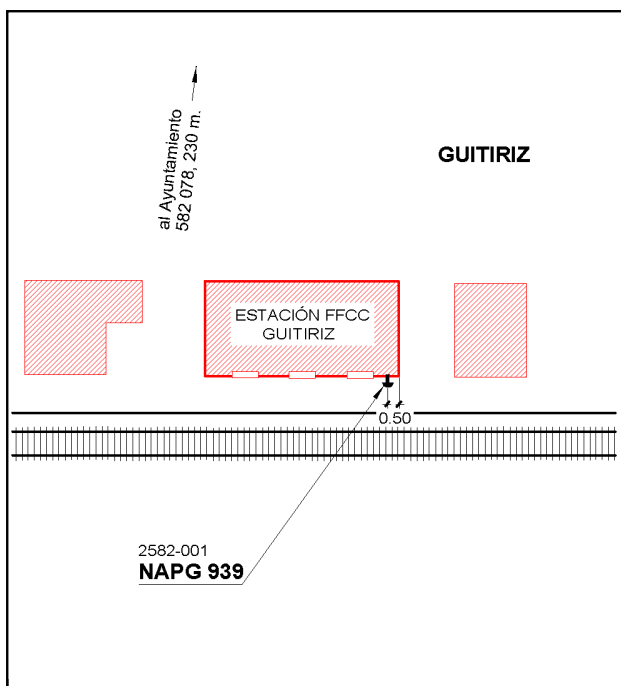 al Ayuntamiento
582 078, 230 m.
GUITIRIZ
ESTACIÓN FFCC
GUITIRIZ
0.50
2582-001
NAPG 939